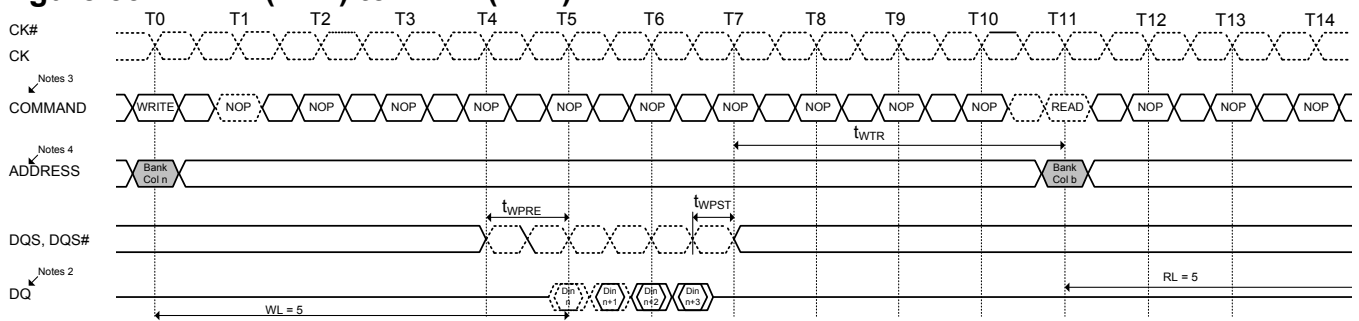 T0 T1 T2 T3 T4 T5 T6 T7 T8 T9 T10 T11 T12 T13 T14
CK#
CK
Notes 3
COMMAND WRITE NOP NOP NOP NOP NOP NOP NOP NOP NOP NOP READ NOP NOP NOP
tWTR
Notes 4
ADDRESS Bank Col n Bank Col b
tWPRE tWPST
DQS, DQS#
Notes 2
DQ Din n Din n+1 Din n+2 Din n+3
RL = 5
WL = 5